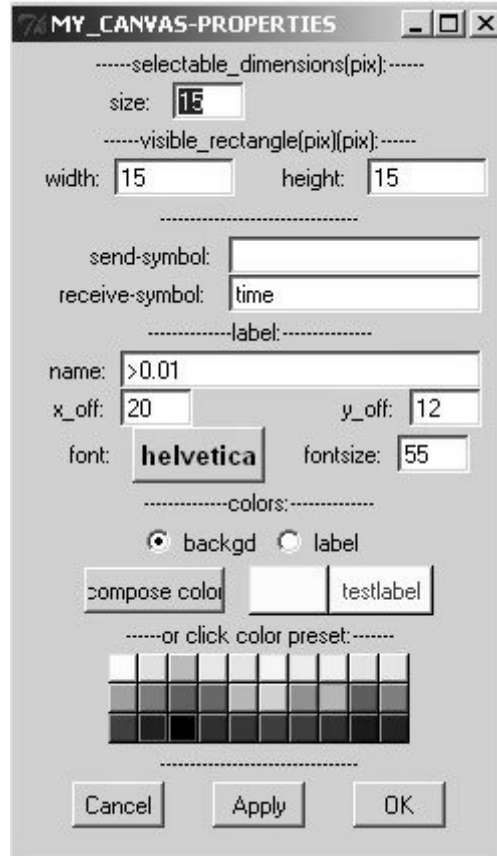 MY_CANVAS-PROPERTIES
------selectable_dimensions(pix):------
size: 15
------visible_rectangle(pix)(pix):------
width: 15 height: 15
send-symbol:
receive-symbol: time
-------------label:-------------
name: >0.01
x_off: 20 y_off: 12
font: helvetica fontsize: 55
-------------colors:-------------
backgd label
compose color testlabel
------or click color preset:-------
Cancel Apply OK